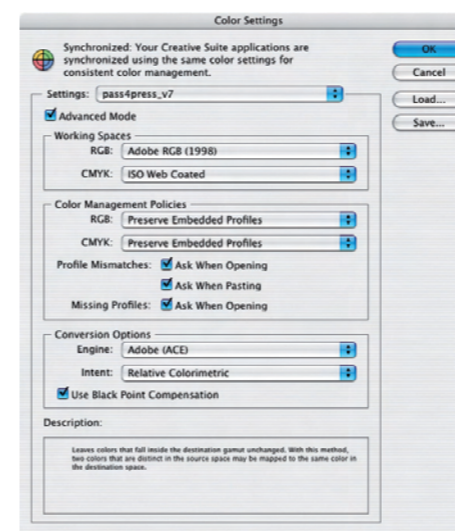 Color Settings
Synchronized: Your Creative Suite applications are
synchronized using the same color settings for
consistent color management.
OK
Cancel
Load...
Save...
Settings: pass4press_v7
Advanced Mode
Working Spaces
RGB: Adobe RGB (1998)
CMYK: ISO Web Coated
Color Management Policies
RGB: Preserve Embedded Profiles
CMYK: Preserve Embedded Profiles
Profile Mismatches: Ask When Opening
Ask When Pasting
Missing Profiles: Ask When Opening
Conversion Options
Engine: Adobe (ACE)
Intent: Relative Colorimetric
Use Black Point Compensation
Description:
Leaves colors that fall inside the destination gamut unchanged. With this method,
two colors that are distinct in the source space may be mapped to the same color in
the destination space.